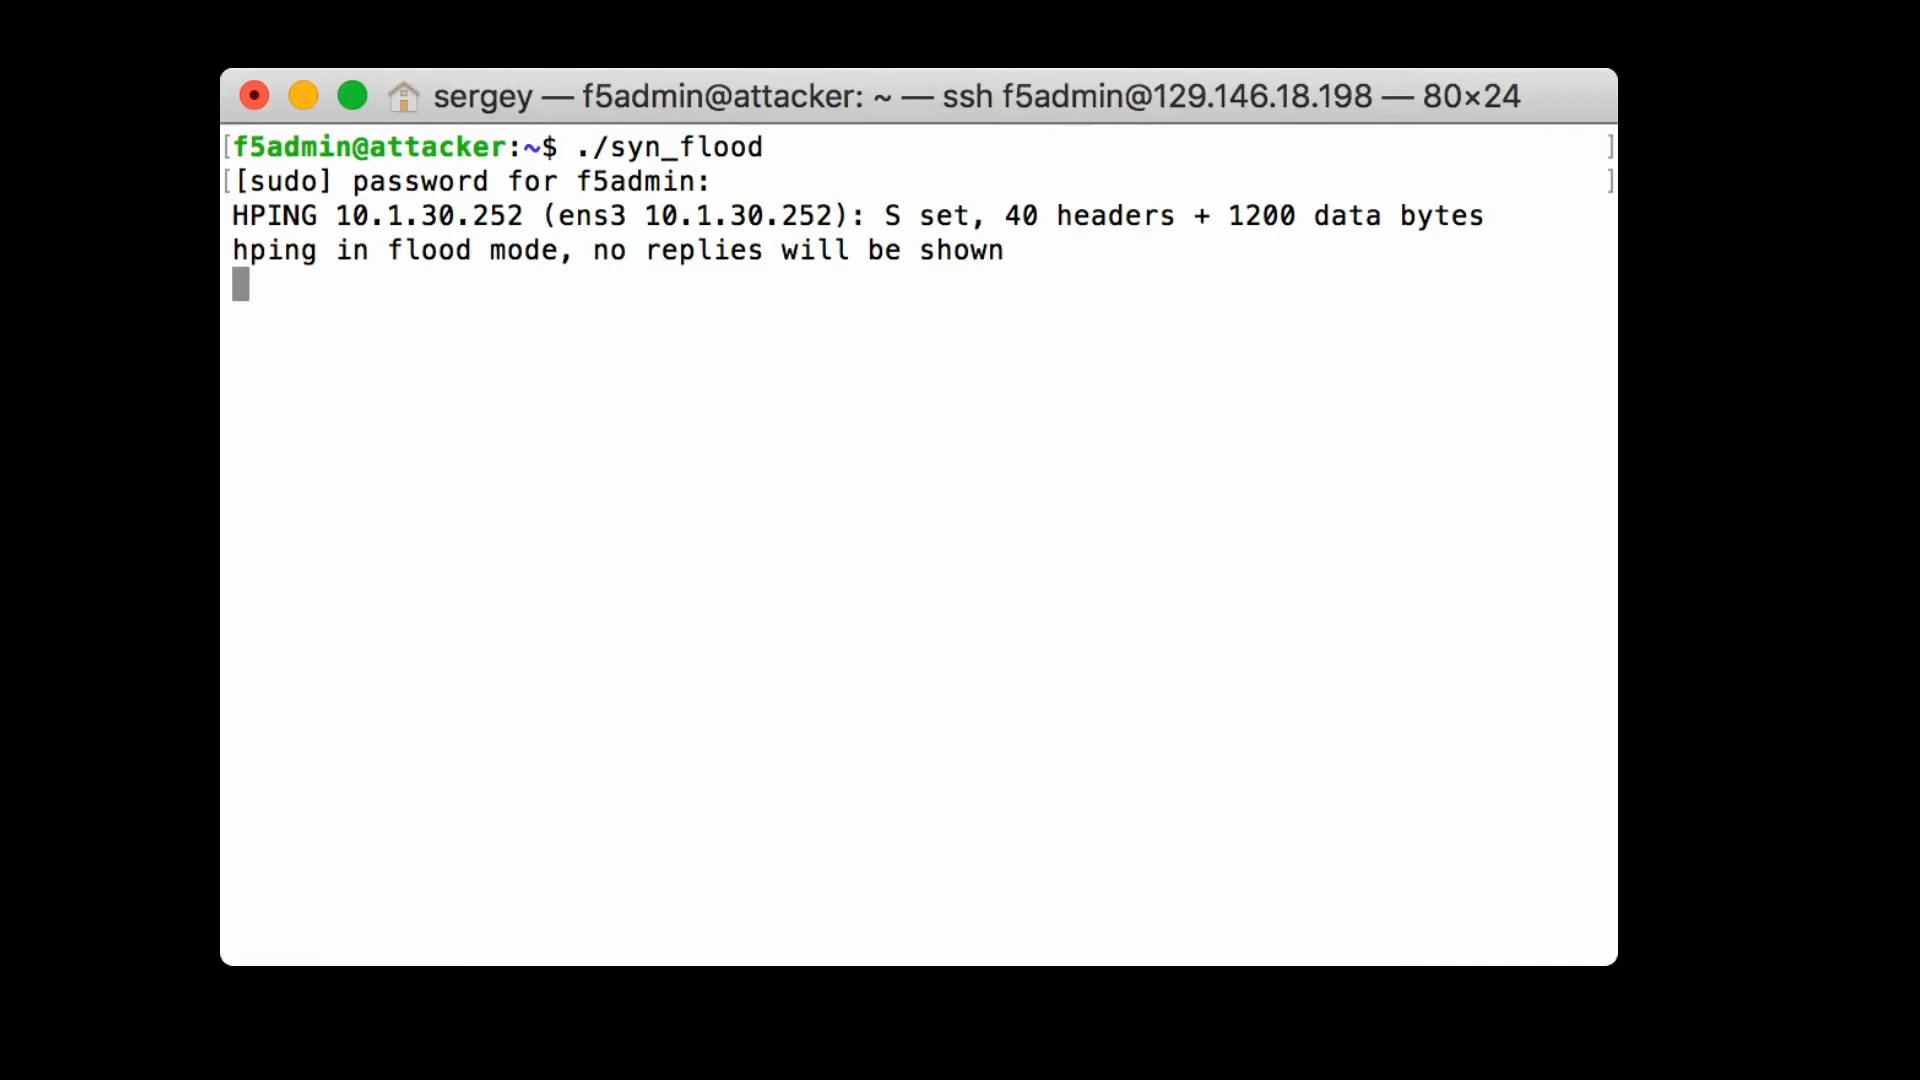 sergey — f5admin@attacker: ~ — ssh f5admin@129.146.18.198 — 80×24
[f5admin@attacker:~$ ./syn_flood ]
[[sudo] password for f5admin: ]
HPING 10.1.30.252 (ens3 10.1.30.252): S set, 40 headers + 1200 data bytes
hping in flood mode, no replies will be shown